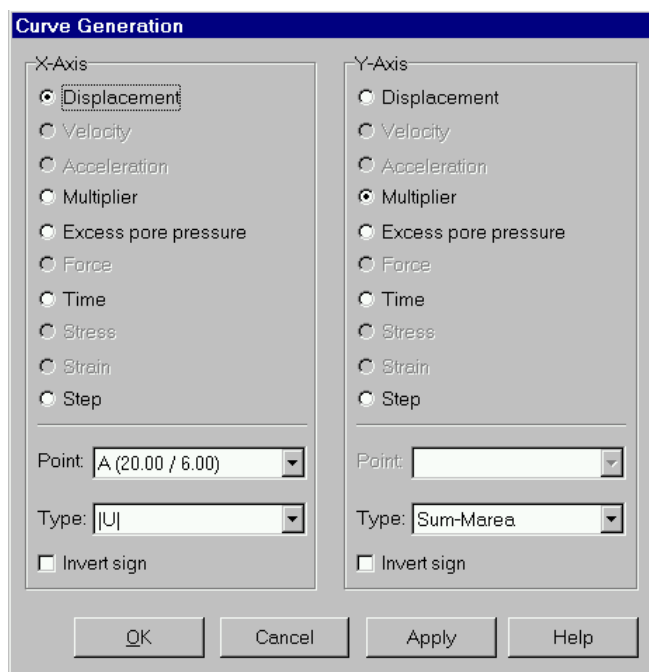 Curve Generation
X-Axis
Displacement
Velocity
Acceleration
Multiplier
Excess pore pressure
Force
Time
Stress
Strain
Step
Point: A (20.00 / 6.00)
Type: |U|
Invert sign
Y-Axis
Displacement
Velocity
Acceleration
Multiplier
Excess pore pressure
Force
Time
Stress
Strain
Step
Point:
Type: Sum-Marea
Invert sign
OK
Cancel
Apply
Help